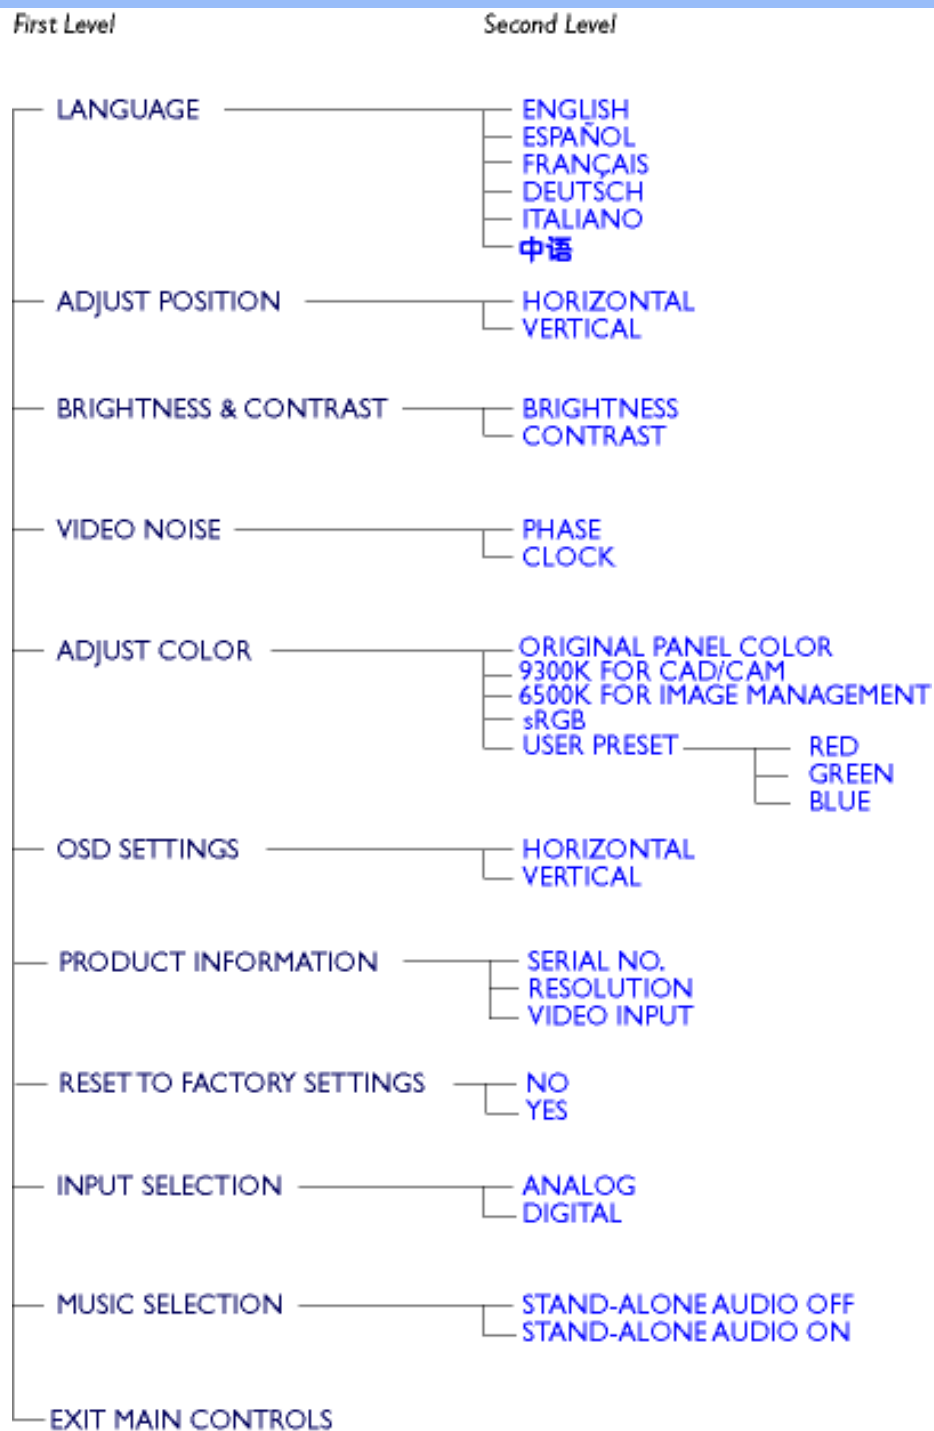 First Level Second Level
LANGUAGE ENGLISH
ESPAÑOL
FRANÇAIS
DEUTSCH
ITALIANO
中语
ADJUST POSITION HORIZONTAL
VERTICAL
BRIGHTNESS & CONTRAST BRIGHTNESS
CONTRAST
VIDEO NOISE PHASE
CLOCK
ADJUST COLOR ORIGINAL PANEL COLOR
9300K FOR CAD/CAM
6500K FOR IMAGE MANAGEMENT
sRGB
USER PRESET RED
GREEN
BLUE
OSD SETTINGS HORIZONTAL
VERTICAL
PRODUCT INFORMATION SERIAL NO.
RESOLUTION
VIDEO INPUT
RESET TO FACTORY SETTINGS NO
YES
INPUT SELECTION ANALOG
DIGITAL
MUSIC SELECTION STAND-ALONE AUDIO OFF
STAND-ALONE AUDIO ON
EXIT MAIN CONTROLS